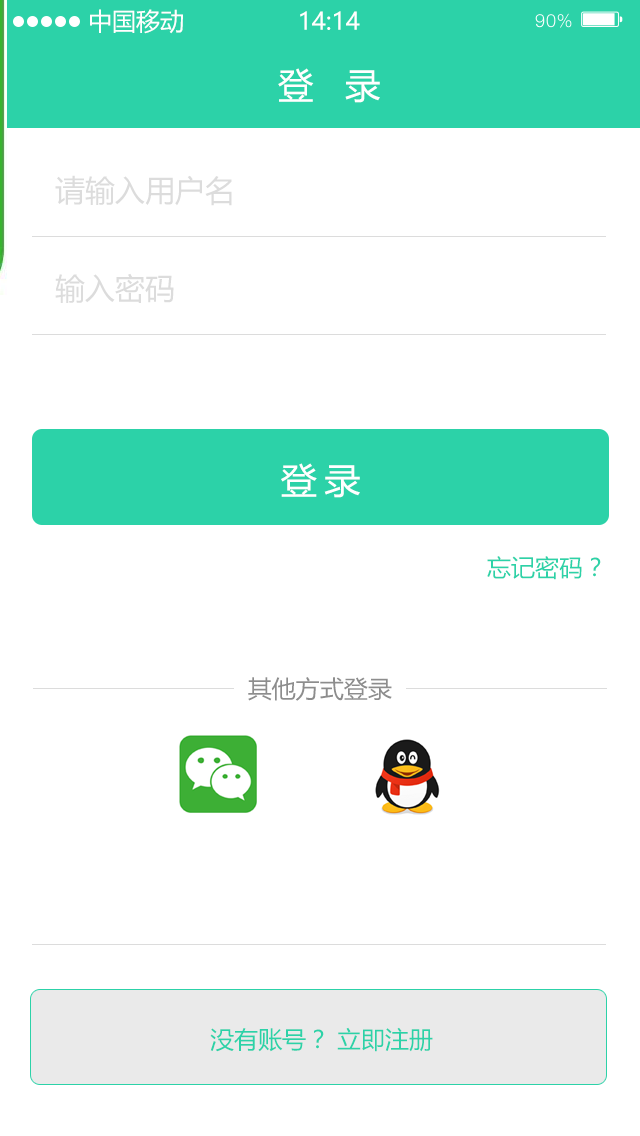 中国移动 14:14 90%
登 录
请输入用户名
输入密码
登录
忘记密码？
其他方式登录
没有账号？ 立即注册